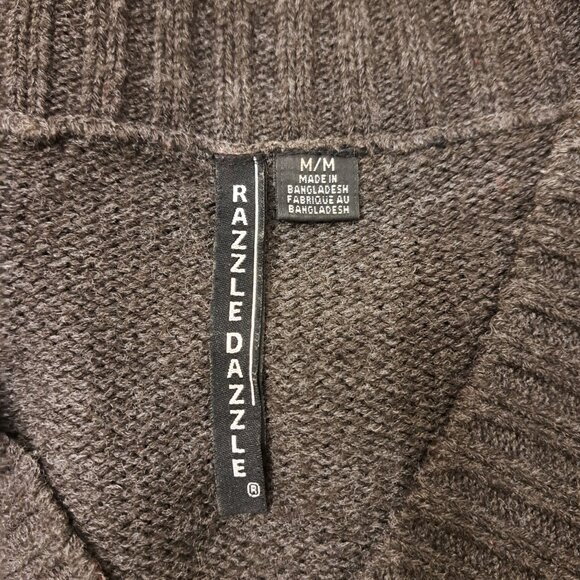 RAZZLE DAZZLE ®
M/M
MADE IN
BANGLADESH
FABRIQUE AU
BANGLADESH